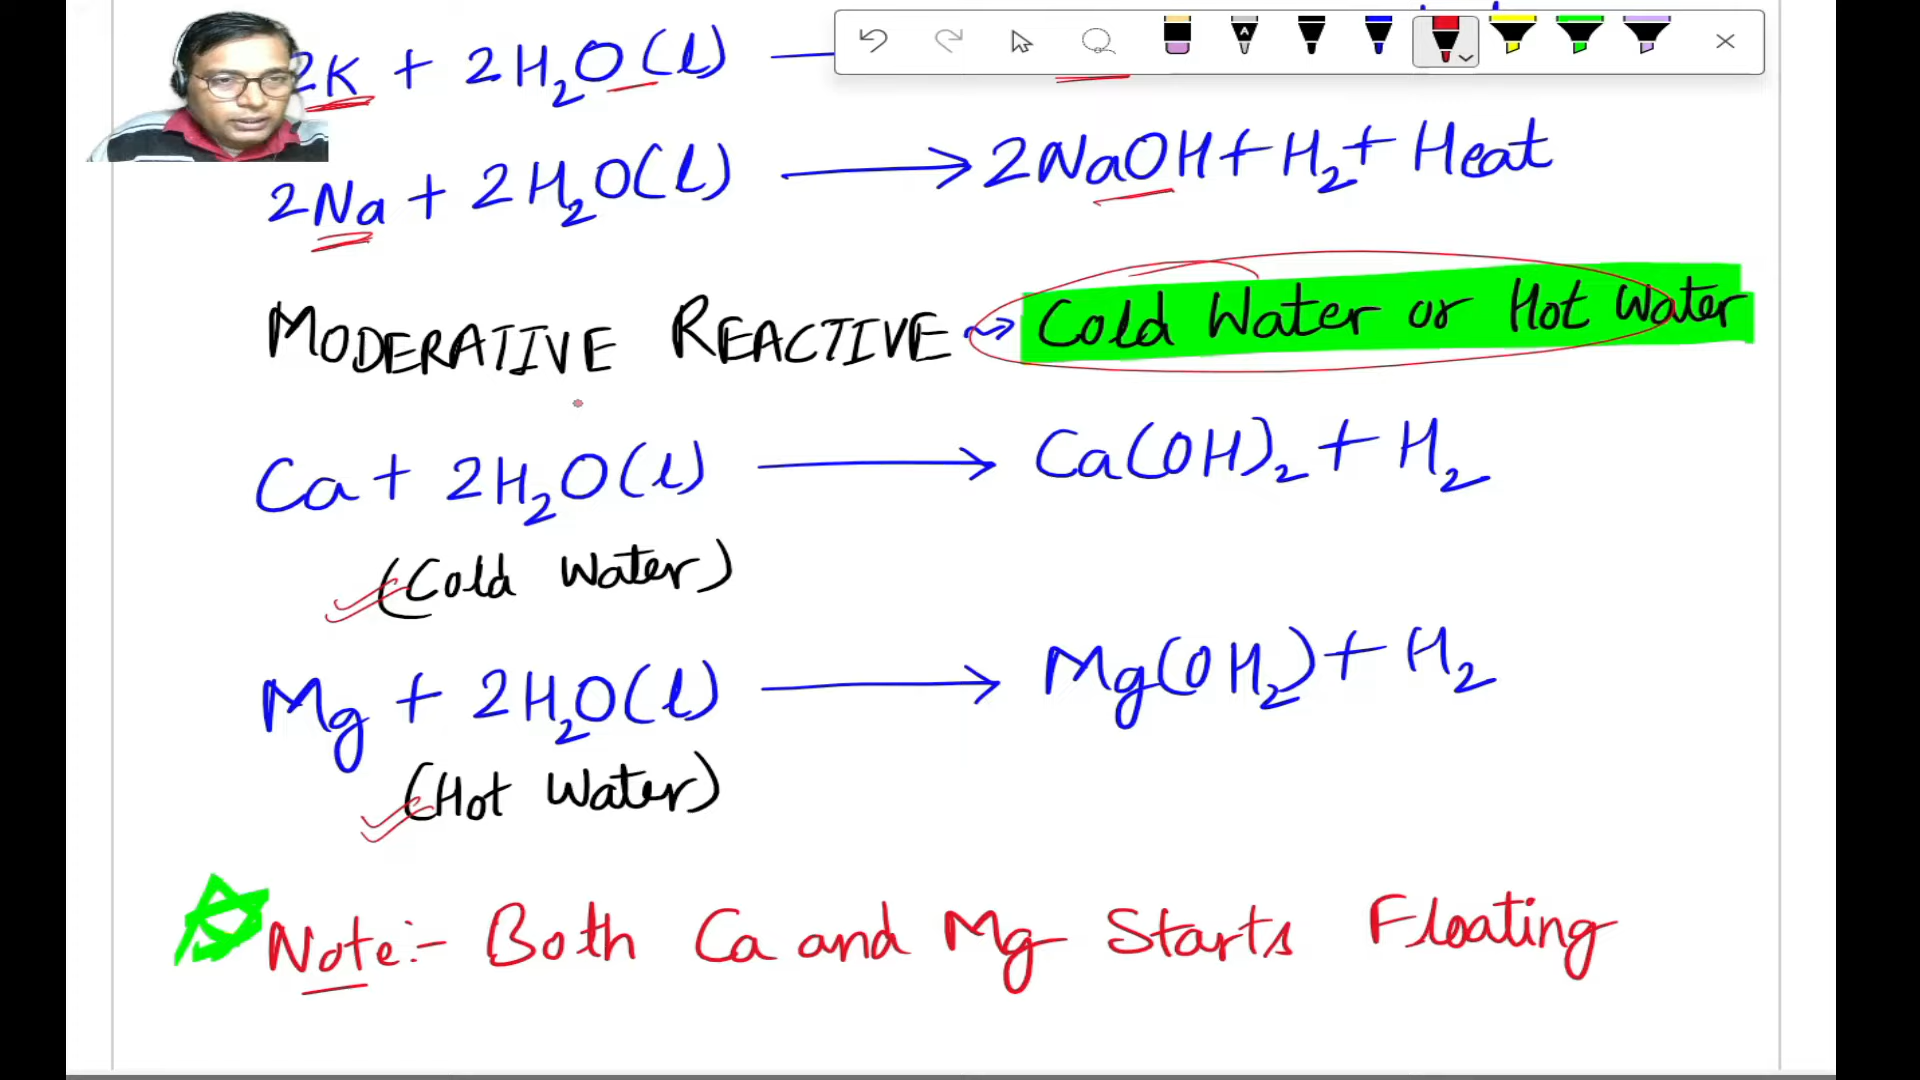 2K + 2H₂O(l)
2Na + 2H₂O(l) → 2NaOH + H₂ + Heat
MODERATIVE REACTIVE → Cold Water or Hot Water
Ca + 2H₂O(l) → Ca(OH)₂ + H₂
(Cold Water)
Mg + 2H₂O(l) → Mg(OH₂) + H₂
(Hot Water)
Note:- Both Ca and Mg Starts Floating